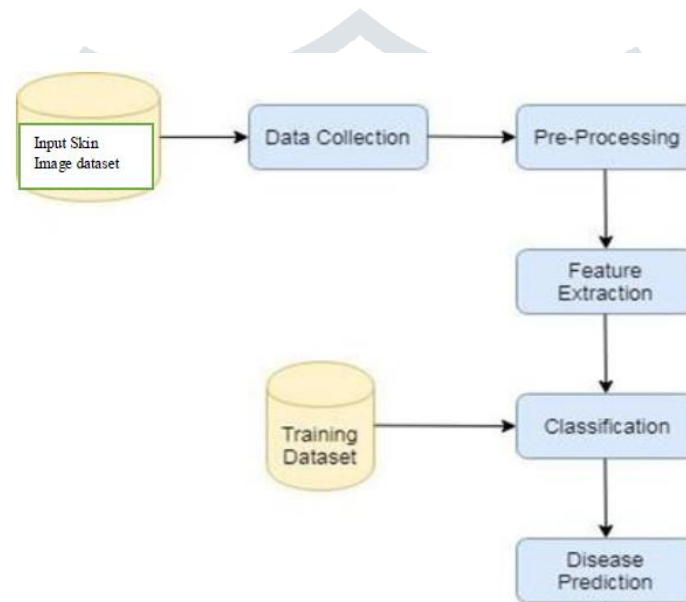 Input Skin
Image dataset
Data Collection
Pre-Processing
Feature
Extraction
Training
Dataset
Classification
Disease
Prediction